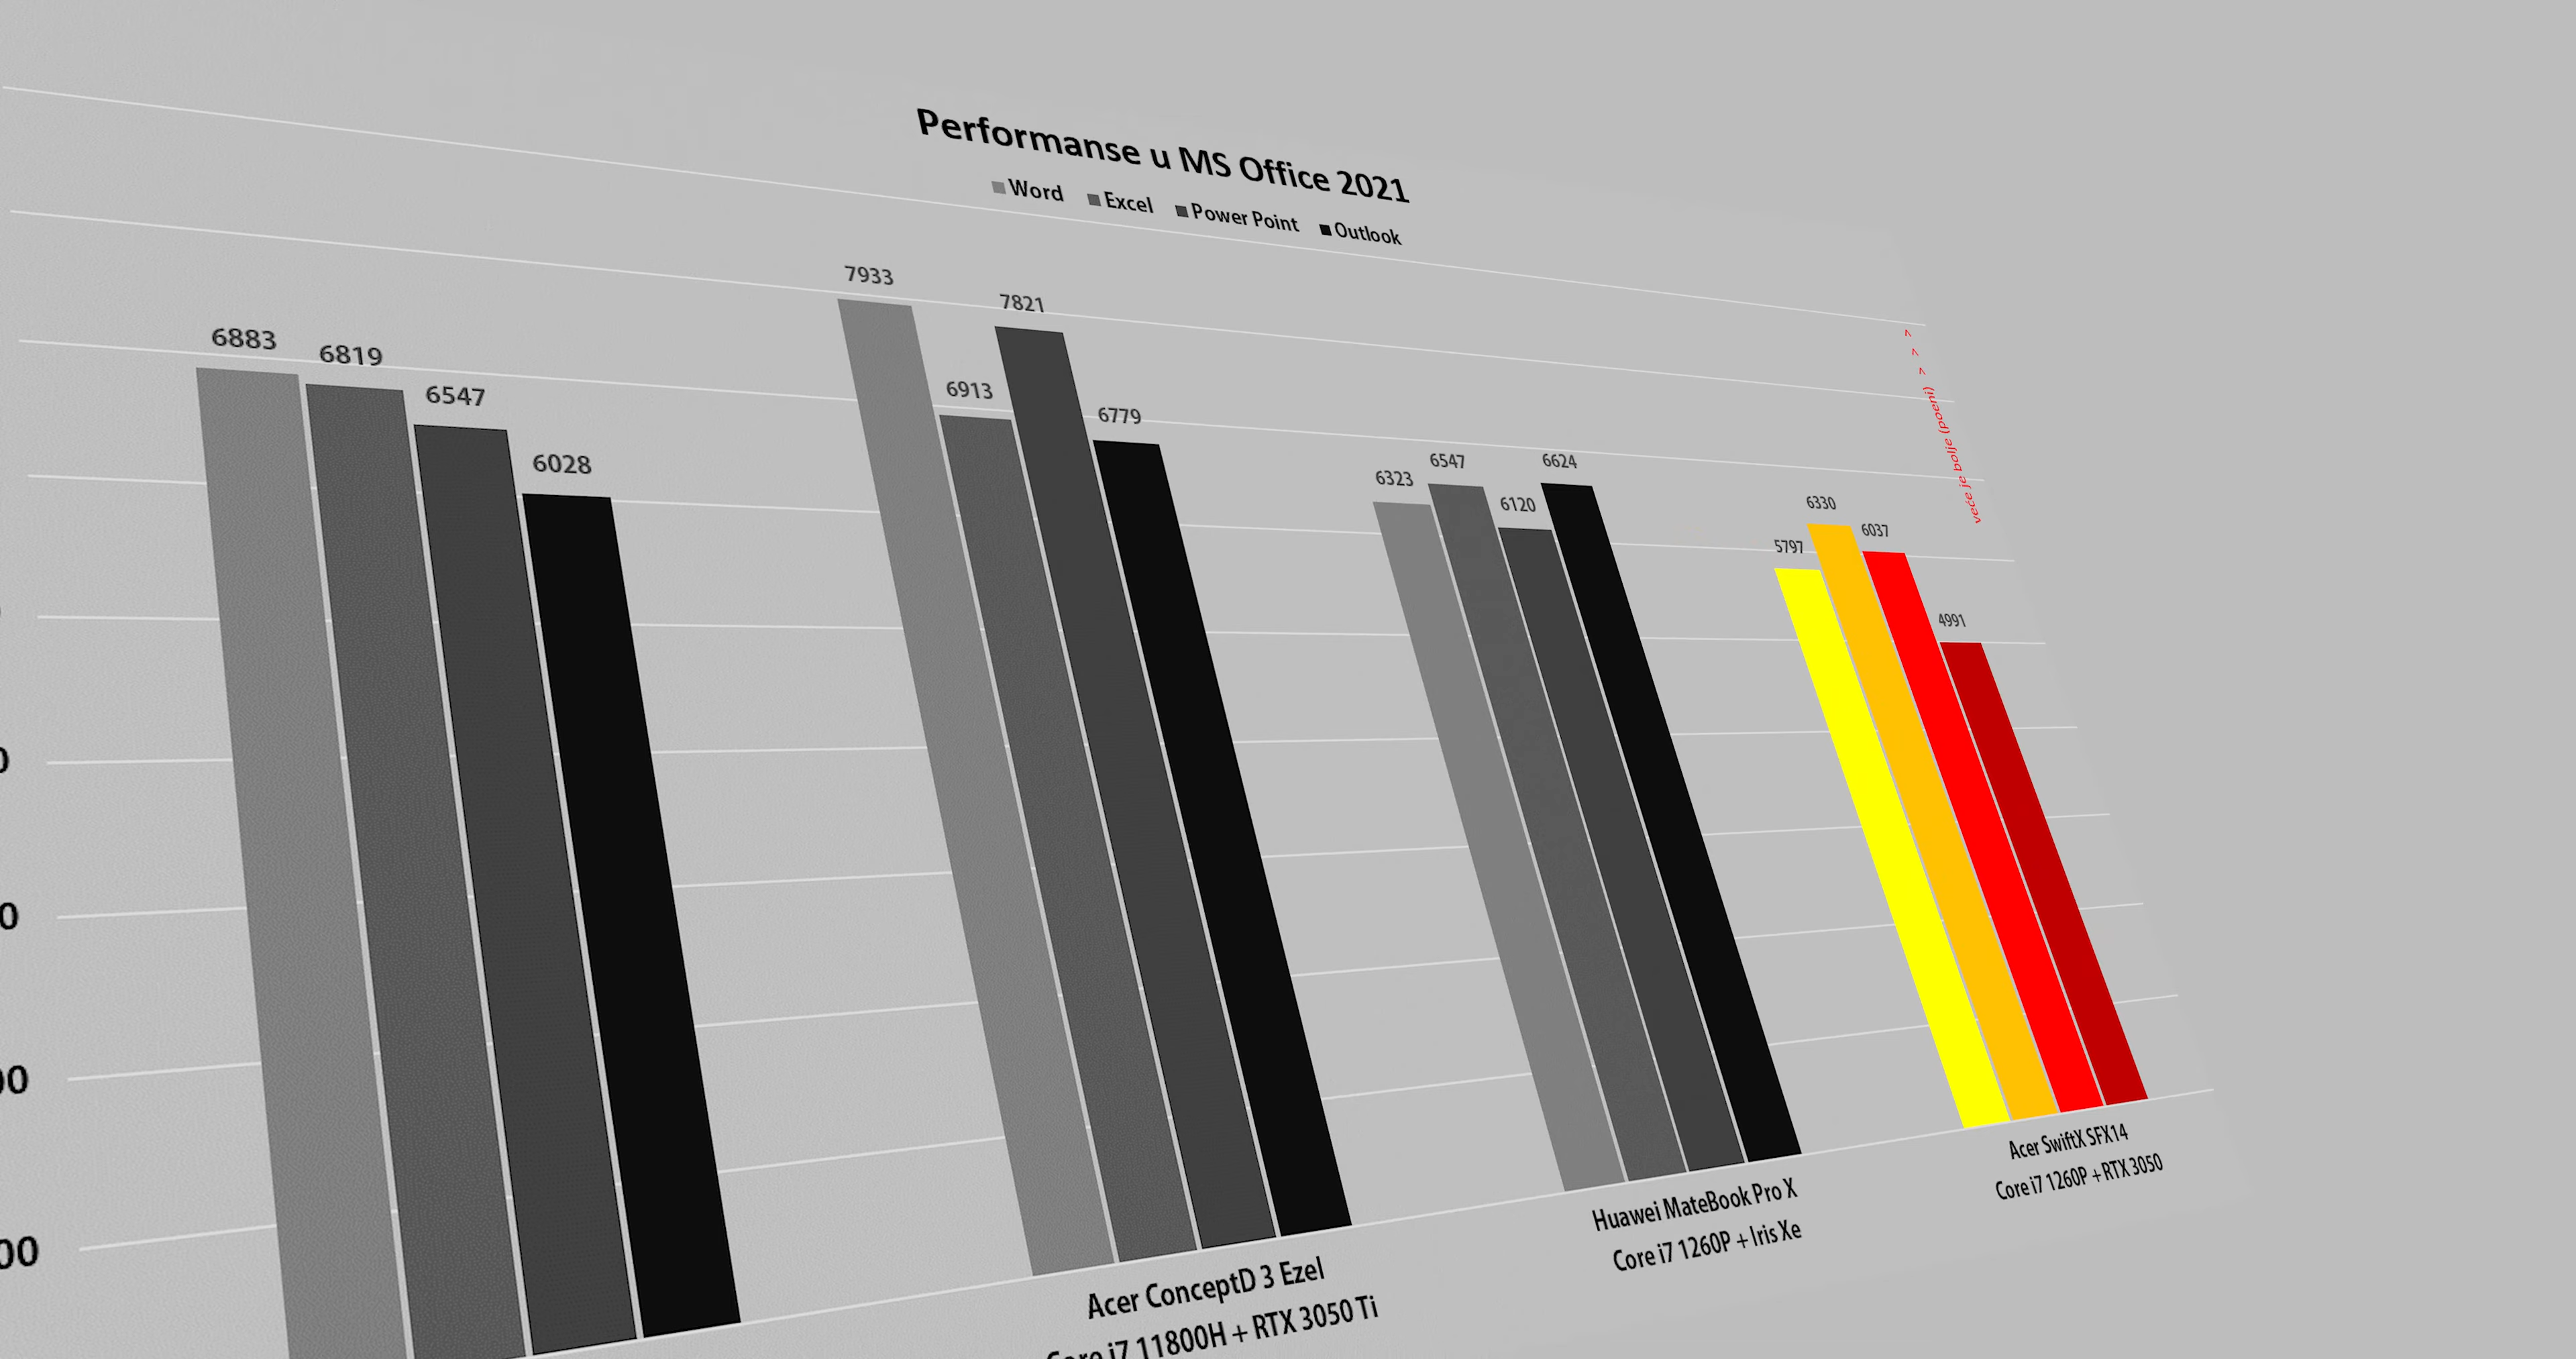 Performanse u MS Office 2021
Word Excel Power Point Outlook
6883 6819 6547 6028
7933 6913 7821 6779
6323 6547 6120 6624
5797 6330 6037 4991
veće je bolje (poeni) > > >
Acer ConceptD 3 Ezel
Core i7 11800H + RTX 3050 Ti
Huawei MateBook Pro X
Core i7 1260P + Iris Xe
Acer SwiftX SFX14
Core i7 1260P + RTX 3050